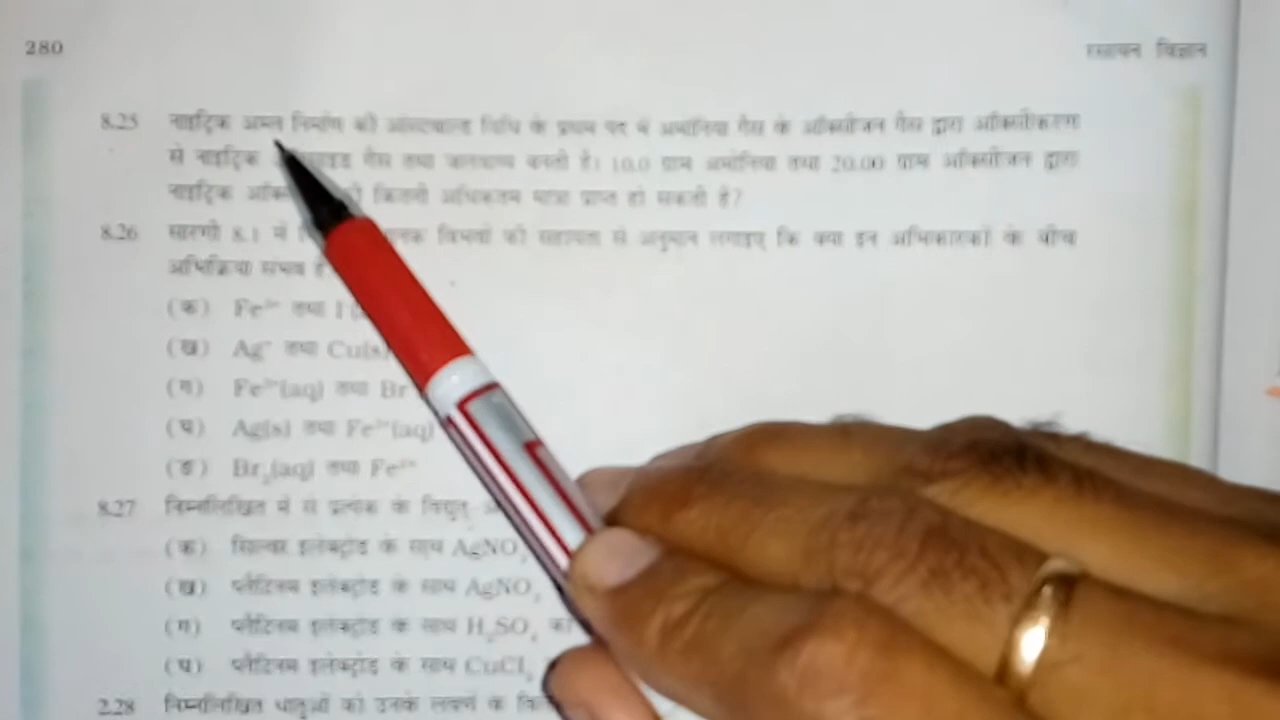 280
रसायन विज्ञान
8.25 नाइट्रिक अम्ल निर्माण की ओस्टवाल्ड विधि के प्रथम पद में अमोनिया गैस के ऑक्सीजन गैस द्वारा ऑक्सीकरण
से नाइट्रिक गैस तथा जलवाष्प बनती है। 10.0 ग्राम अमोनिया तथा 20.00 ग्राम ऑक्सीजन द्वारा
नाइट्रिक कितनी अधिकतम मात्रा प्राप्त हो सकती है?
8.26 सारणी 8.1 में विभवों की सहायता से अनुमान लगाइए कि क्या इन अभिकारकों के बीच
अभिक्रिया संभव है
(क) Fe³⁺ तथा I
(ख) Ag⁺ तथा Cu(s)
(ग) Fe³⁺(aq) तथा Br
(घ) Ag(s) तथा Fe³⁺(aq)
(ङ) Br₂(aq) तथा Fe²⁺
8.27 निम्नलिखित में से प्रत्येक के विद्युत्
(क) सिल्वर इलेक्ट्रोड के साथ AgNO₃
(ख) प्लैटिनम इलेक्ट्रोड के साथ AgNO₃
(ग) प्लैटिनम इलेक्ट्रोड के साथ H₂SO₄ का
(घ) प्लैटिनम इलेक्ट्रोड के साथ CuCl₂
2.28 निम्नलिखित धातुओं को उनके लवणों के